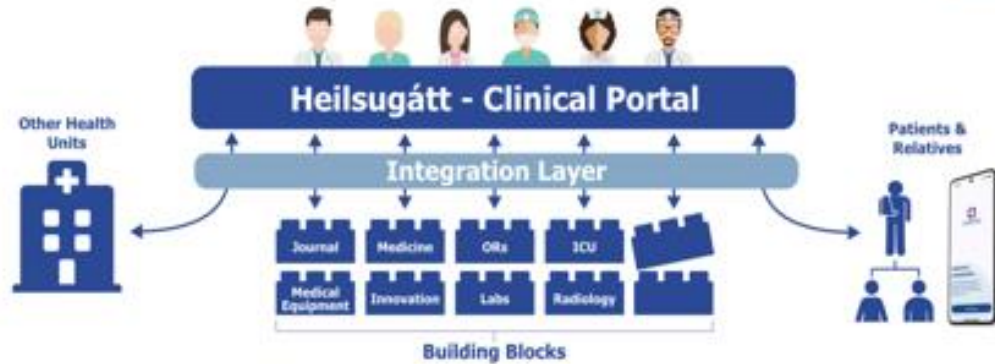 Heilsugátt - Clinical Portal
Other Health
Units
Patients &
Relatives
Integration Layer
Journal
Medicine
ORs
ICU
Medical
Equipment
Innovation
Labs
Radiology
Building Blocks